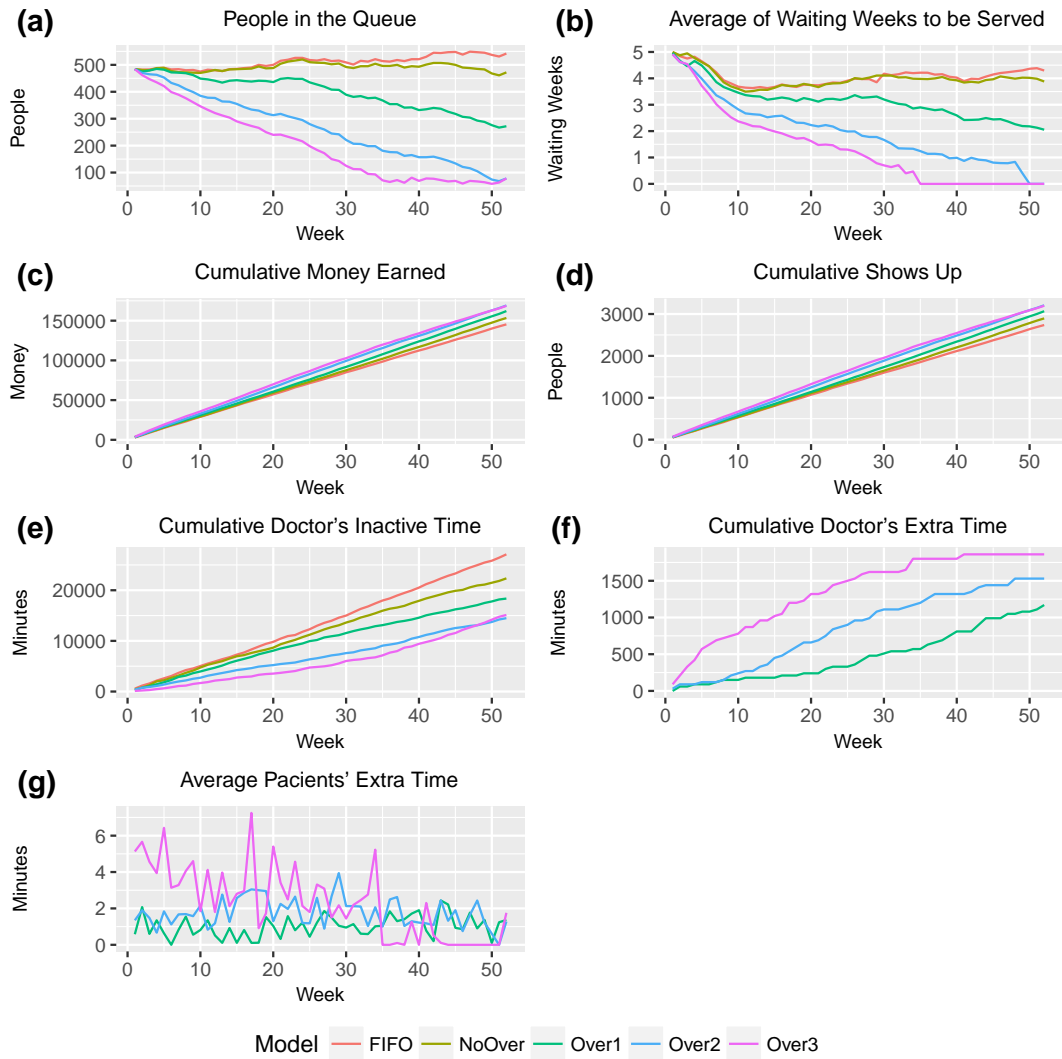 (a) People in the Queue
People
500
400
300
200
100
0 10 20 30 40 50
Week
(b) Average of Waiting Weeks to be Served
Waiting Weeks
5
4
3
2
1
0
0 10 20 30 40 50
Week
(c) Cumulative Money Earned
Money
150000
100000
50000
0
0 10 20 30 40 50
Week
(d) Cumulative Shows Up
People
3000
2000
1000
0
0 10 20 30 40 50
Week
(e) Cumulative Doctor's Inactive Time
Minutes
20000
10000
0
0 10 20 30 40 50
Week
(f) Cumulative Doctor's Extra Time
Minutes
1500
1000
500
0
0 10 20 30 40 50
Week
(g) Average Pacients' Extra Time
Minutes
6
4
2
0
0 10 20 30 40 50
Week
Model FIFO NoOver Over1 Over2 Over3